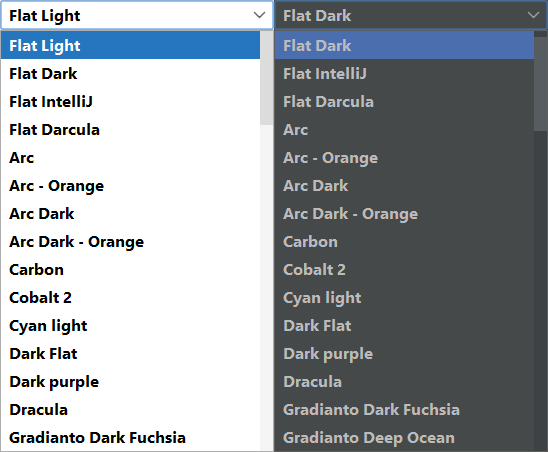 Flat Light
Flat Light
Flat Dark
Flat IntelliJ
Flat Darcula
Arc
Arc - Orange
Arc Dark
Arc Dark - Orange
Carbon
Cobalt 2
Cyan light
Dark Flat
Dark purple
Dracula
Gradianto Dark Fuchsia
Flat Dark
Flat Dark
Flat IntelliJ
Flat Darcula
Arc
Arc - Orange
Arc Dark
Arc Dark - Orange
Carbon
Cobalt 2
Cyan light
Dark Flat
Dark purple
Dracula
Gradianto Dark Fuchsia
Gradianto Deep Ocean